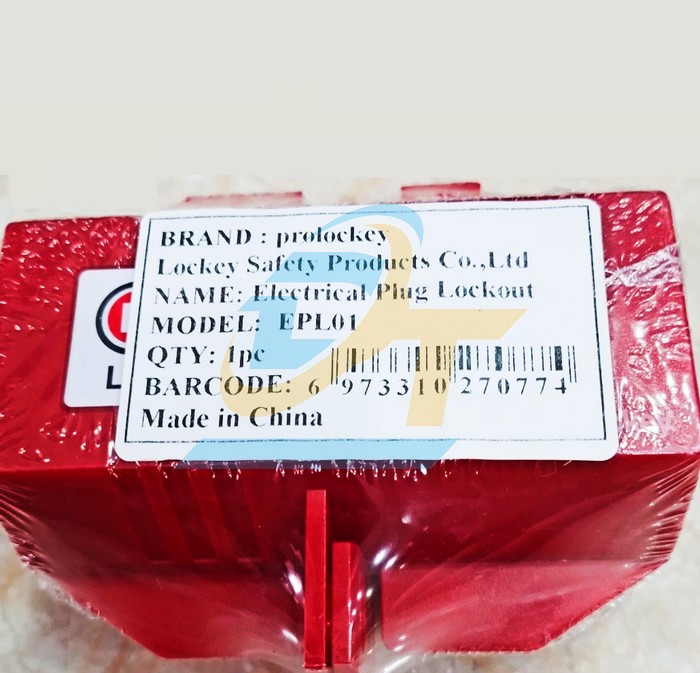 BRAND : prolockey
Lockey Safety Products Co.,Ltd
NAME: Electrical Plug Lockout
MODEL: EPL01
QTY: 1pc
BARCODE: 6 973310 270774
Made in China
DT
L